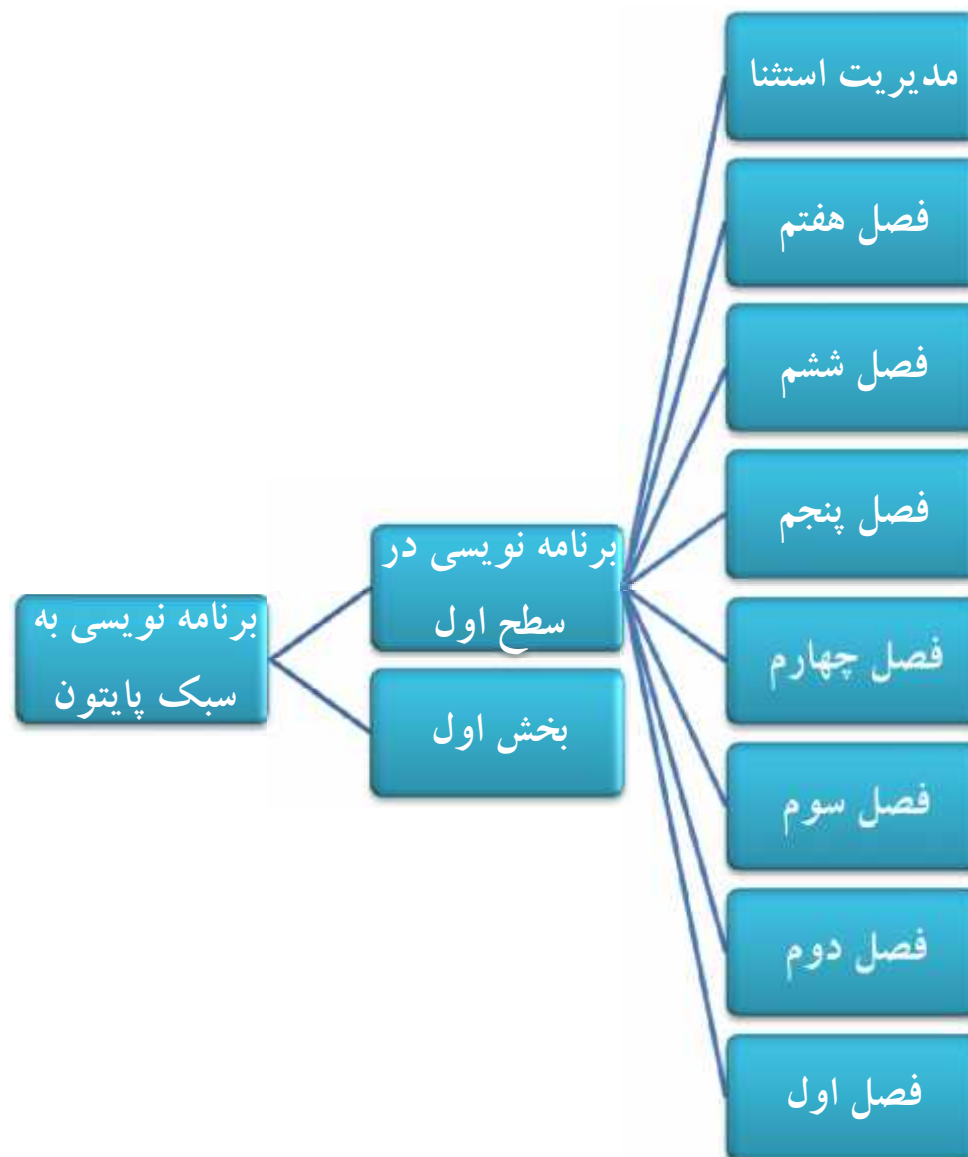 مدیریت استثنا
فصل هفتم
فصل ششم
فصل پنجم
برنامه نویسی در
سطح اول
برنامه نویسی به
سبک پایتون
فصل چهارم
بخش اول
فصل سوم
فصل دوم
فصل اول